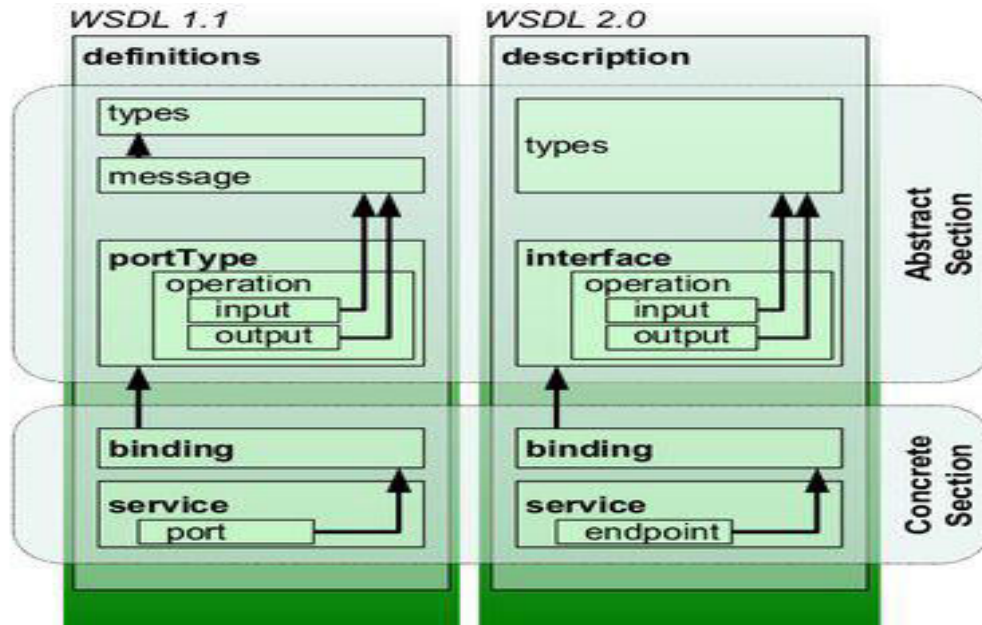 WSDL 1.1
definitions
types
message
portType
operation
input
output
binding
service
port
WSDL 2.0
description
types
interface
operation
input
output
binding
service
endpoint
Abstract
Section
Concrete
Section